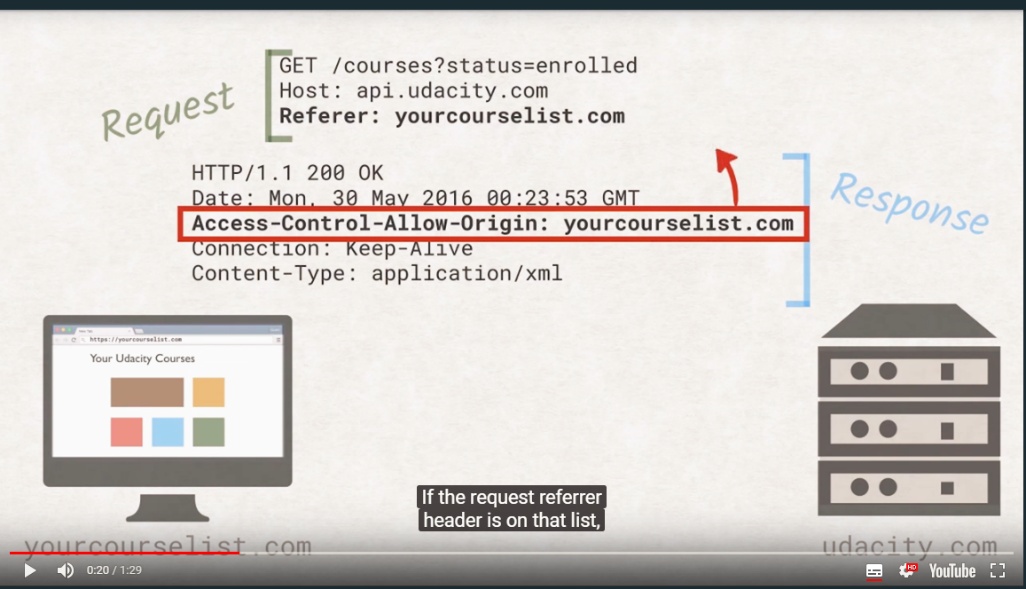 GET /courses?status=enrolled
Host: api.udacity.com
Referer: yourcourselist.com
Request
HTTP/1.1 200 OK
Date: Mon, 30 May 2016 00:23:53 GMT
Access-Control-Allow-Origin: yourcourselist.com
Connection: Keep-Alive
Content-Type: application/xml
Response
https://yourcourselist.com
Your Udacity Courses
If the request referrer
header is on that list,
yourcourselist.com
udacity.com
0:20 / 1:29
HD
YouTube